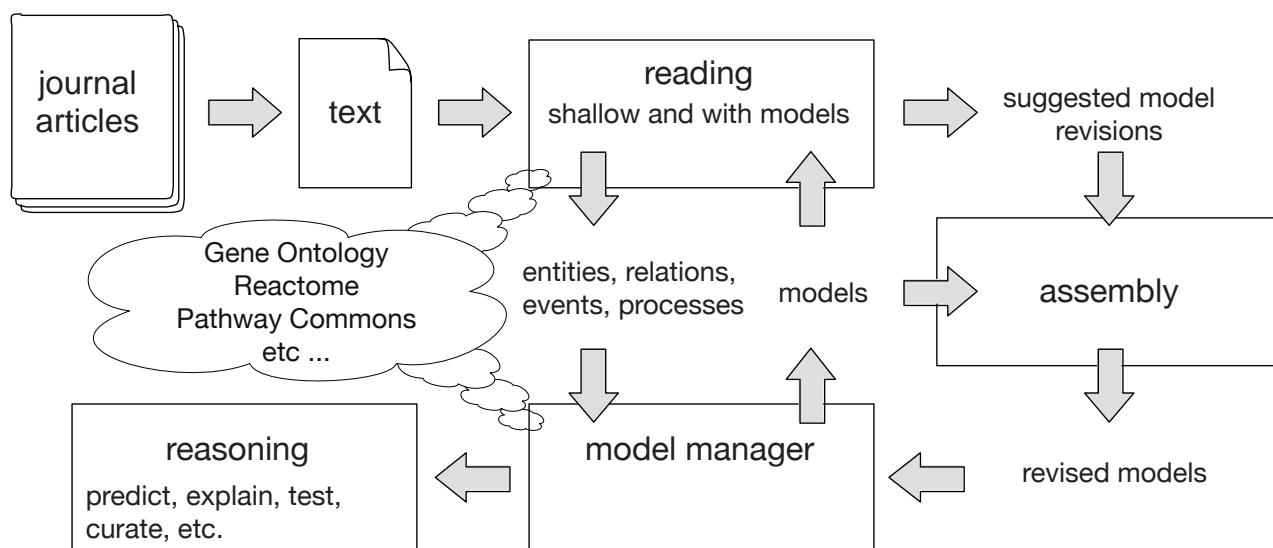 journal
articles
text
reading
shallow and with models
suggested model
revisions
Gene Ontology
Reactome
Pathway Commons
etc ...
entities, relations,
events, processes
models
assembly
reasoning
predict, explain, test,
curate, etc.
model manager
revised models